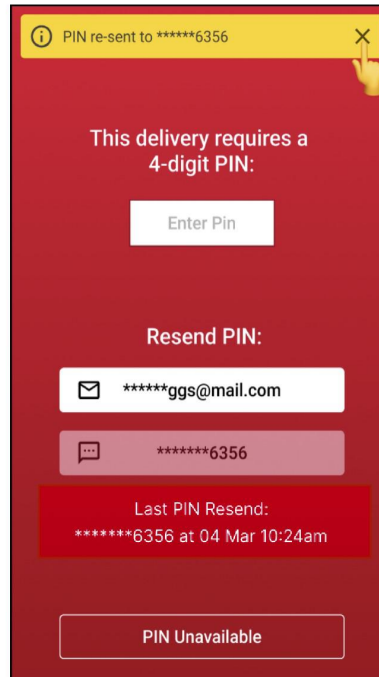 PIN re-sent to ******6356
This delivery requires a
4-digit PIN:
Enter Pin
Resend PIN:
******ggs@mail.com
*******6356
Last PIN Resend:
*******6356 at 04 Mar 10:24am
PIN Unavailable